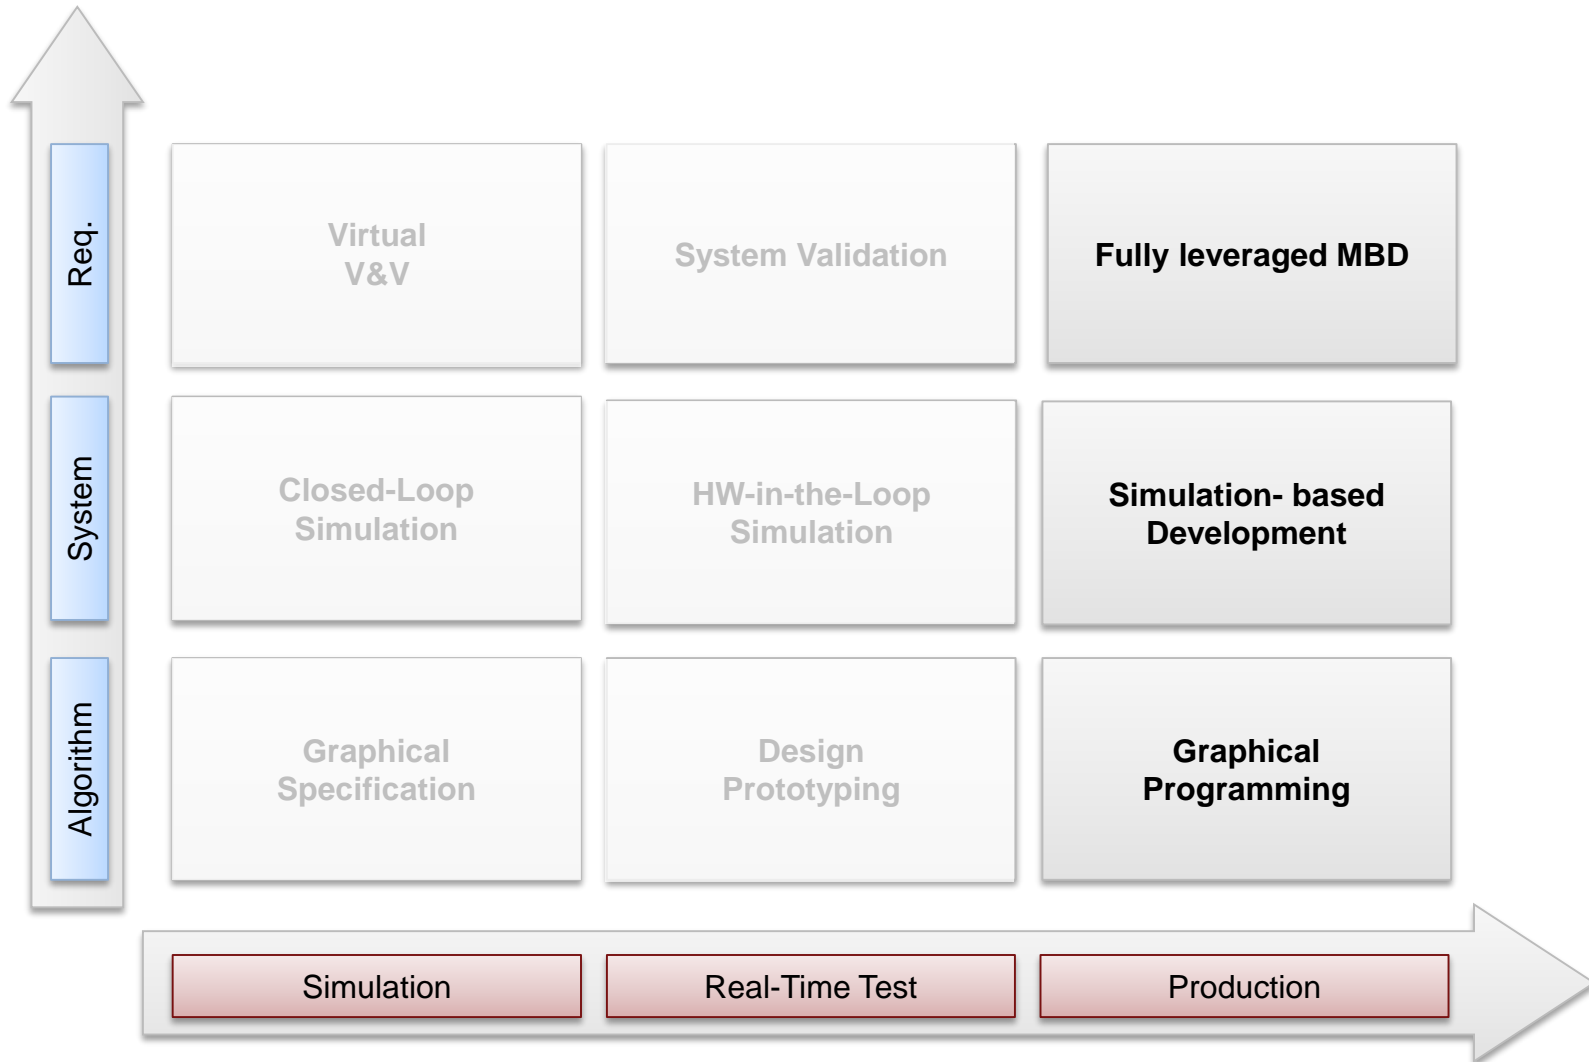 Req.
Virtual
V&V
System Validation
Fully leveraged MBD
System
Closed-Loop
Simulation
HW-in-the-Loop
Simulation
Simulation- based
Development
Algorithm
Graphical
Specification
Design
Prototyping
Graphical
Programming
Simulation
Real-Time Test
Production